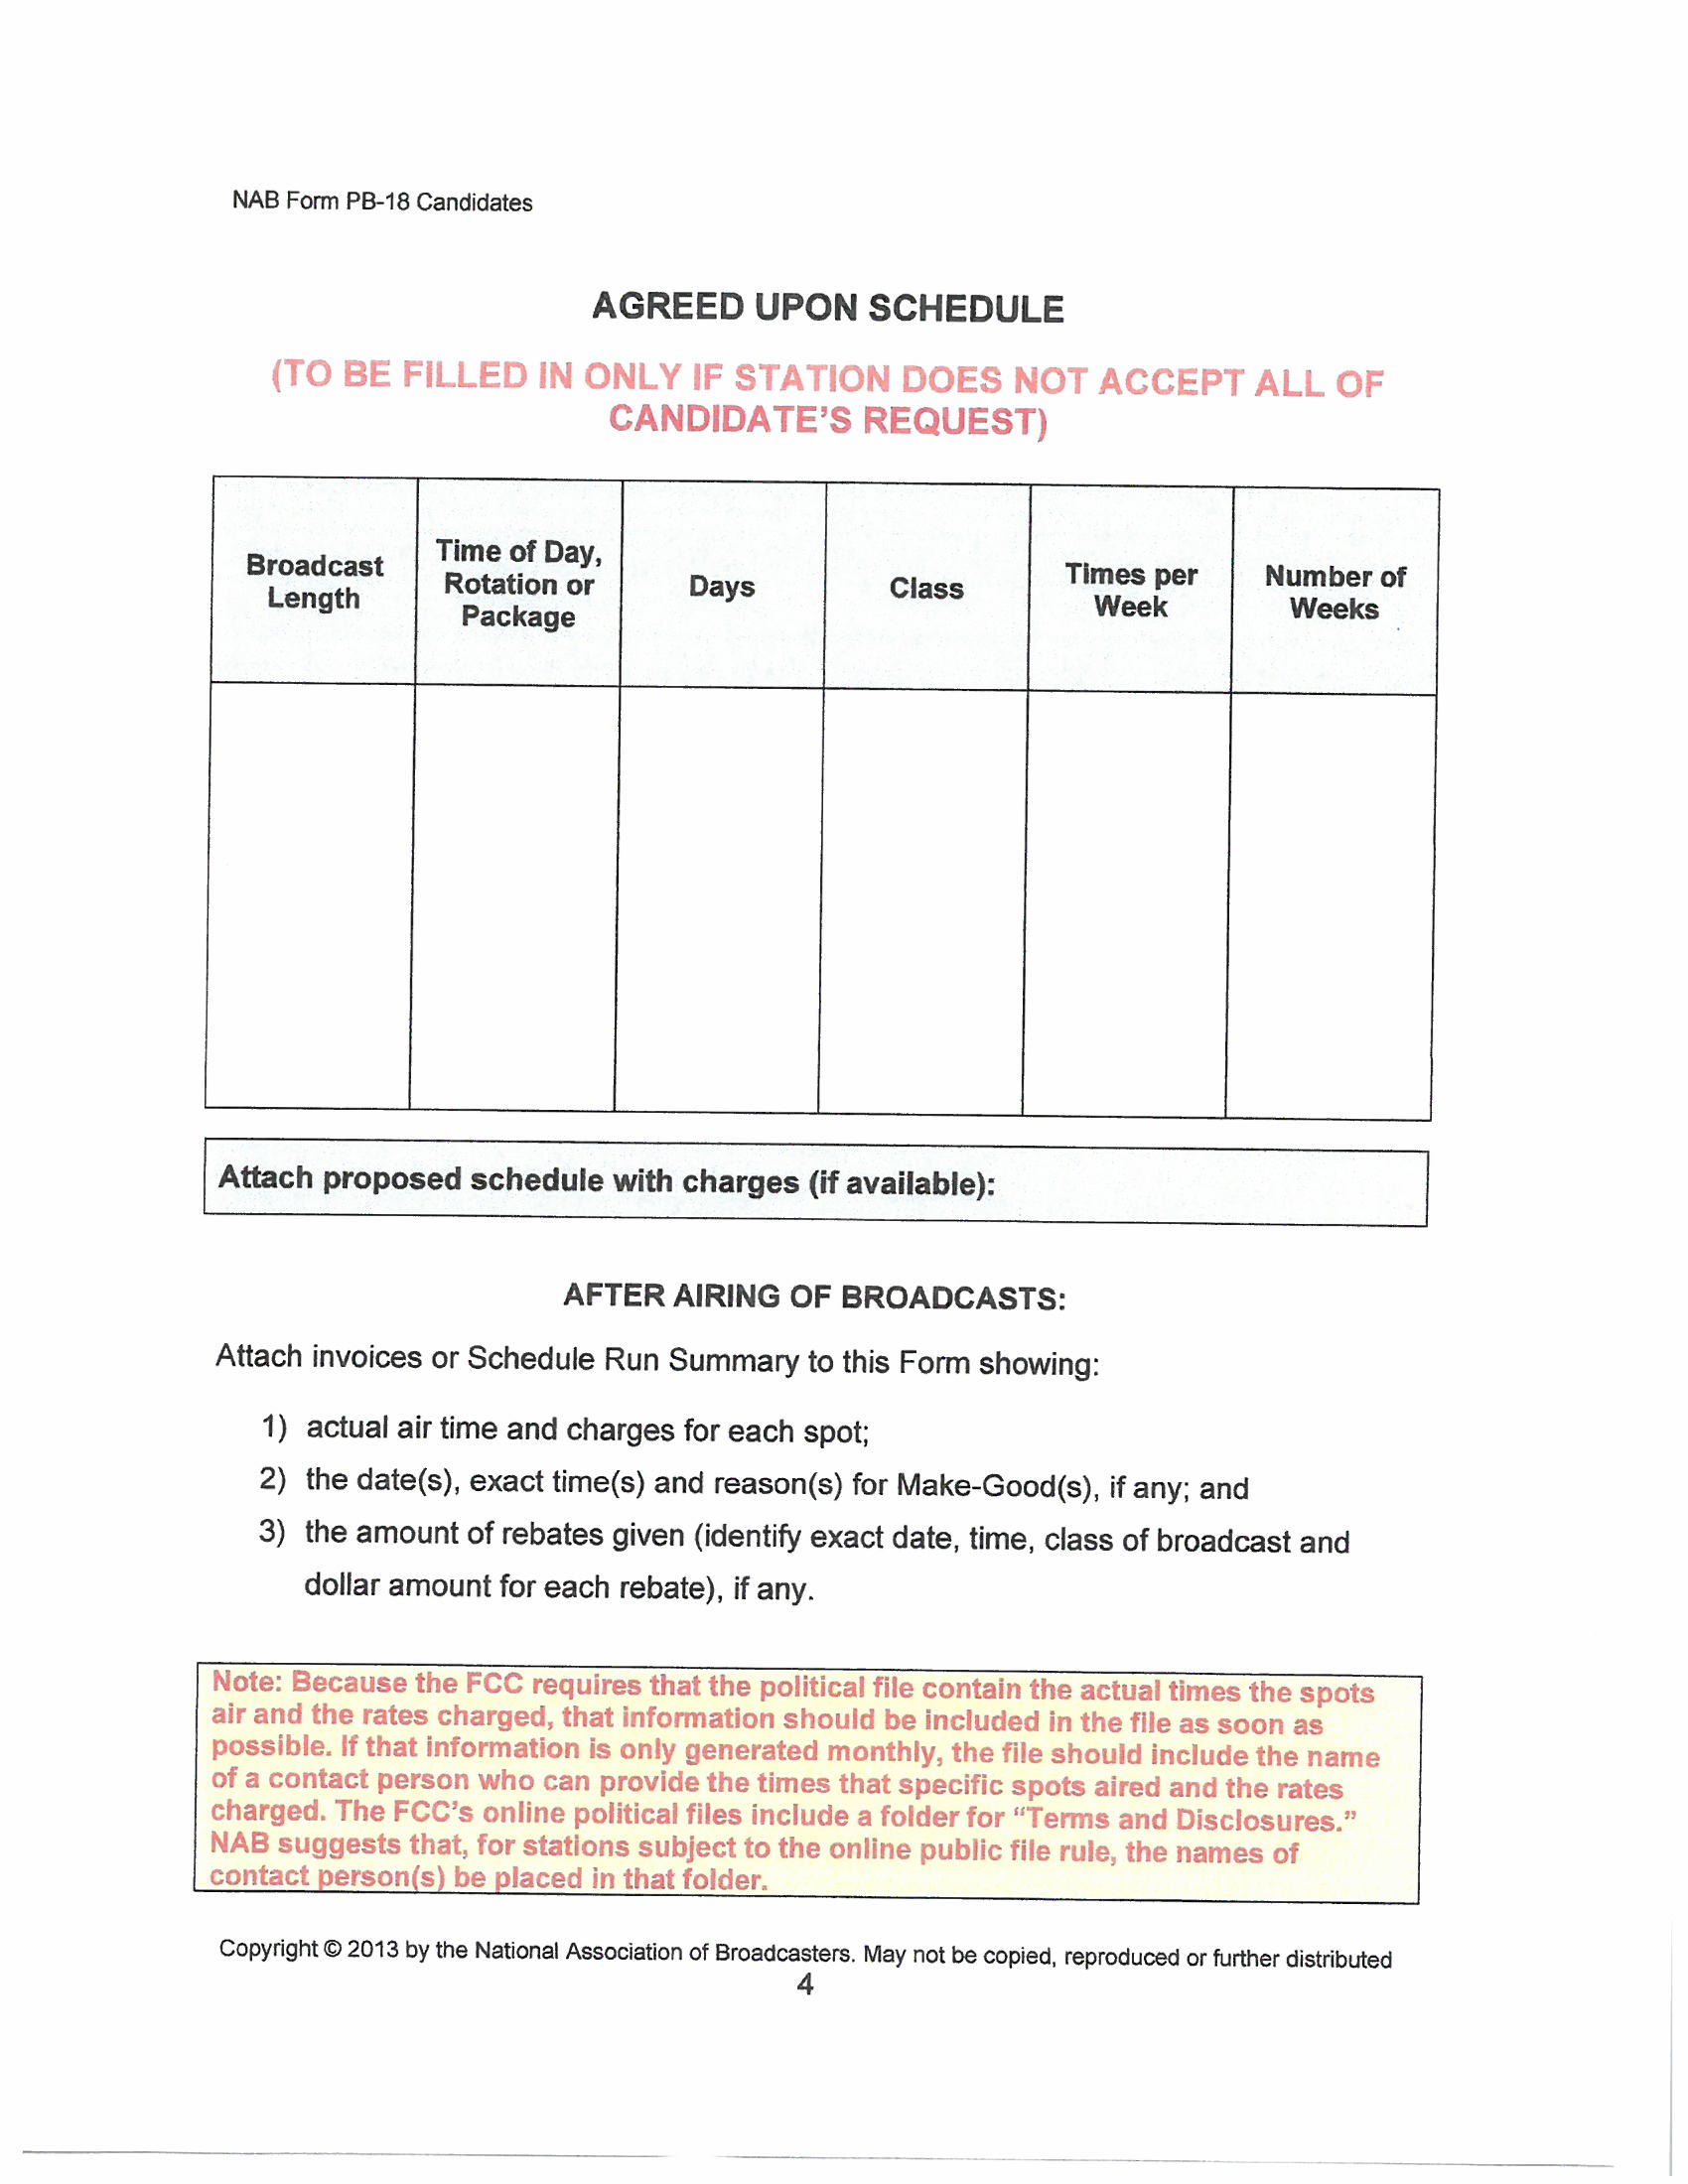 NAB Form PB-18 Candidates
AGREED UPON SCHEDULE
(TO BE FILLED IN ONLY IF STATION DOES NOT ACCEPT ALL OF
CANDIDATE'S REQUEST)
Broadcast
Length
Time of Day,
Rotation or
Package
Days
Class
Times per
Week
Number of
Weeks
Attach proposed schedule with charges (if available):
AFTER AIRING OF BROADCASTS:
Attach invoices or Schedule Run Summary to this Form showing:
1) actual air time and charges for each spot;
2) the date(s), exact time(s) and reason(s) for Make-Good(s), if any; and
3) the amount of rebates given (identify exact date, time, class of broadcast and
dollar amount for each rebate), if any.
Note: Because the FCC requires that the political file contain the actual times the spots
air and the rates charged, that information should be included in the file as soon as
possible. If that information is only generated monthly, the file should include the name
of a contact person who can provide the times that specific spots aired and the rates
charged. The FCC's online political files include a folder for “Terms and Disclosures.”
NAB suggests that, for stations subject to the online public file rule, the names of
contact person(s) be placed in that folder.
Copyright © 2013 by the National Association of Broadcasters. May not be copied, reproduced or further distributed
4